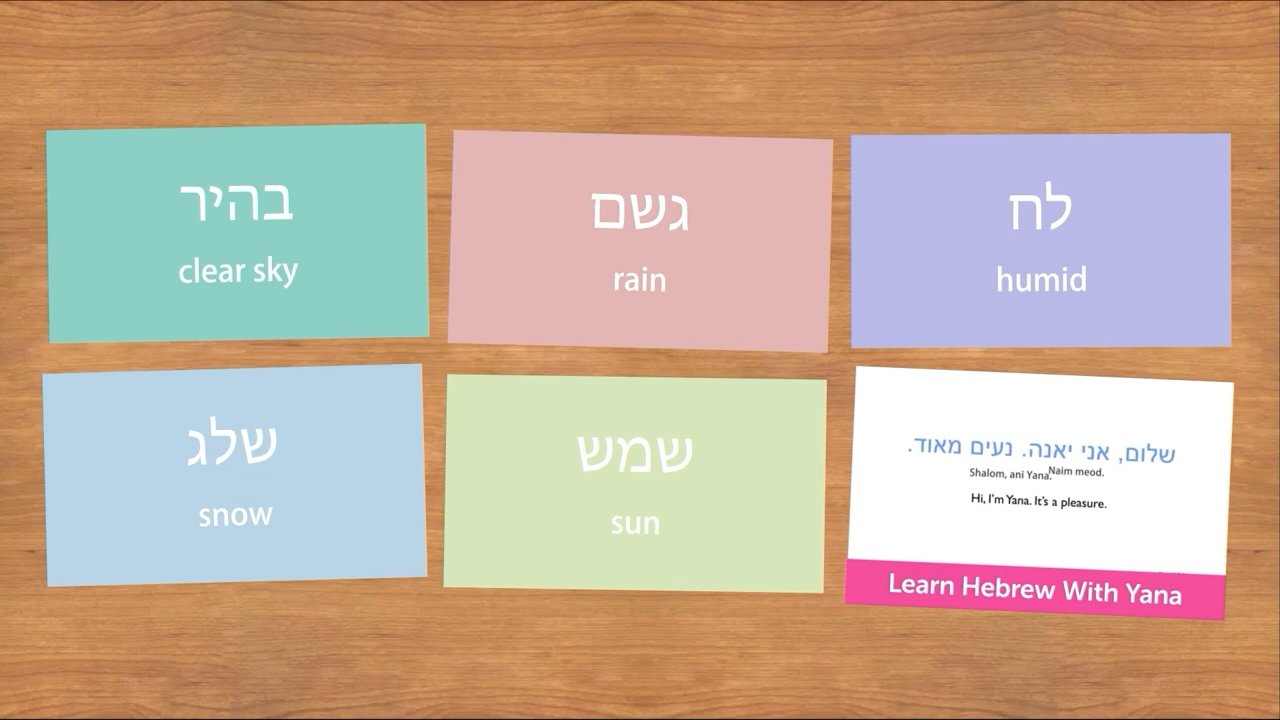 בהיר
clear sky
גשם
rain
לח
humid
שלג
snow
שמש
sun
שלום, אני יאנה. נעים מאוד.
Shalom, ani Yana. Naim meod.
Hi, I'm Yana. It's a pleasure.
Learn Hebrew With Yana